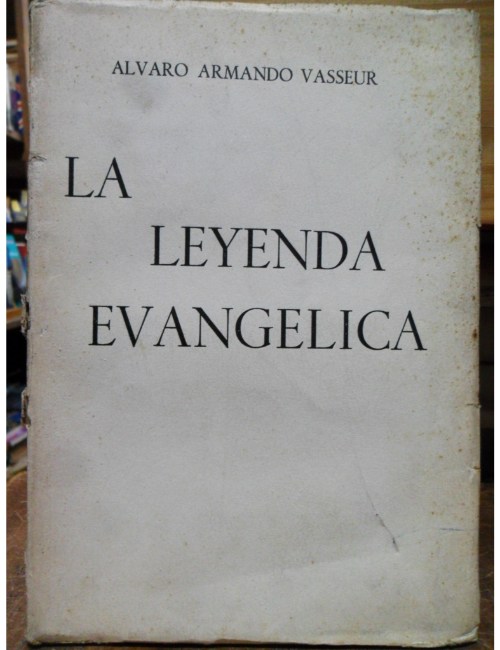 ALVARO ARMANDO VASSEUR
LA
LEYENDA
EVANGELICA